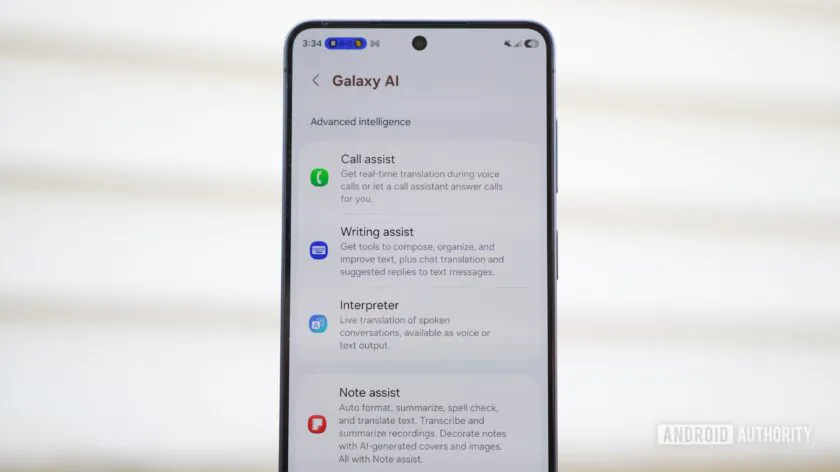 3:34
Galaxy AI
Advanced intelligence
Call assist
Get real-time translation during voice
calls or let a call assistant answer calls
for you.
Writing assist
Get tools to compose, organize, and
improve text, plus chat translation and
suggested replies to text messages.
Interpreter
Live translation of spoken
conversations, available as voice or
text output.
Note assist
Auto format, summarize, spell check,
and translate text. Transcribe and
summarize recordings. Decorate notes
with AI-generated covers and images.
All with Note assist.
ANDROID AUTHORITY